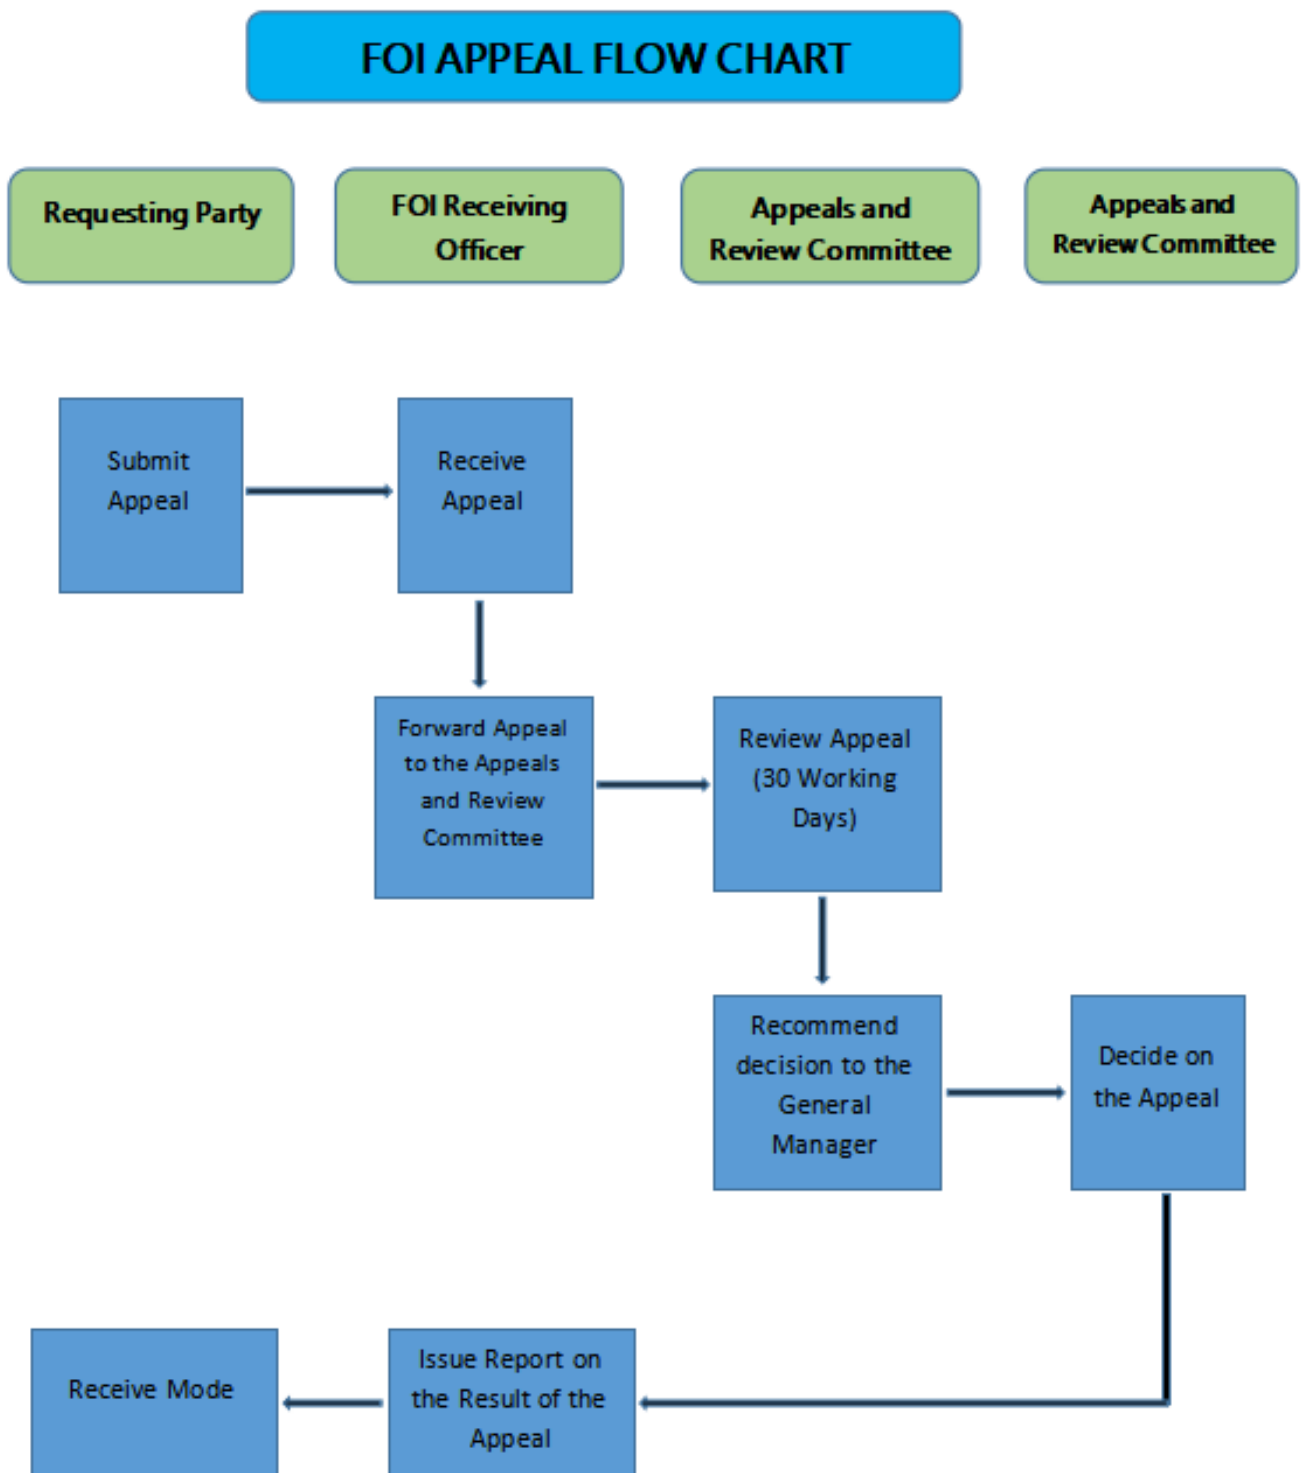 FOI APPEAL FLOW CHART
Requesting Party
FOI Receiving
Officer
Appeals and
Review Committee
Appeals and
Review Committee
Submit
Appeal
Receive
Appeal
Forward Appeal
to the Appeals
and Review
Committee
Review Appeal
(30 Working
Days)
Recommend
decision to the
General
Manager
Decide on
the Appeal
Receive Mode
Issue Report on
the Result of the
Appeal